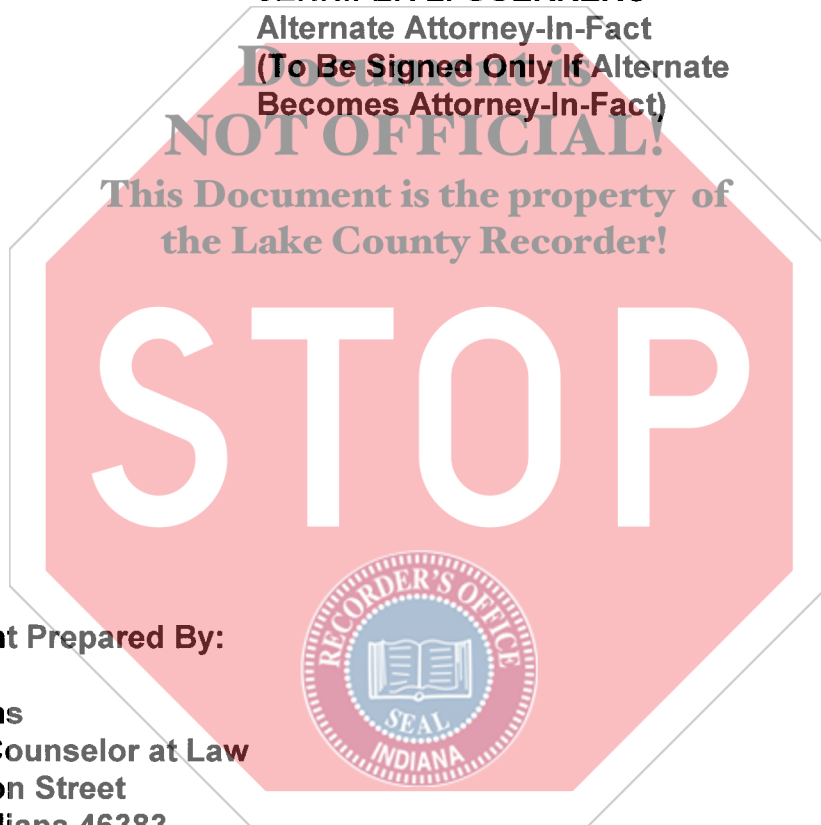 Alternate Attorney-In-Fact
(To Be Signed Only If Alternate
Becomes Attorney-In-Fact)
Document is
NOT OFFICIAL!
This Document is the property of
the Lake County Recorder!
STOP
RECORDER'S OFFICE
SEAL
INDIANA
Prepared By:
Counselor at Law
Street
46383